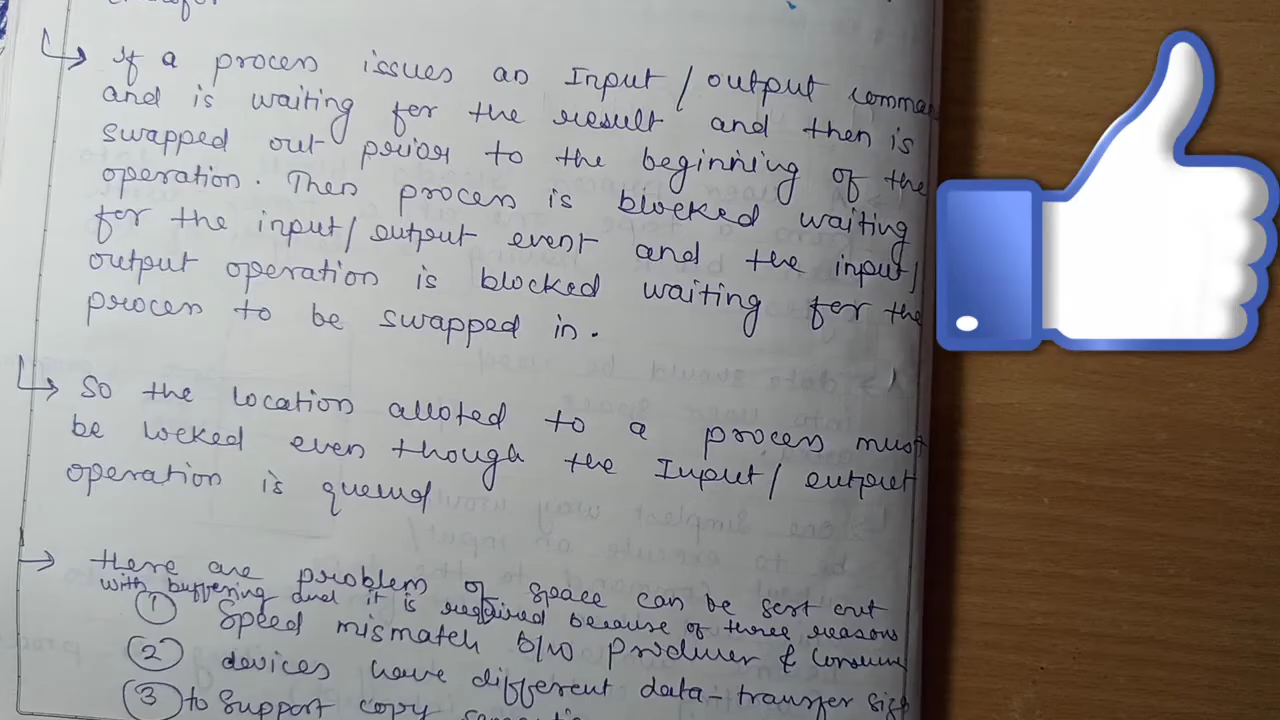 If a process issues an Input / output comman
and is waiting for the result and then is
swapped out prior to the beginning of the
operation. Then process is blocked waiting
for the input / output event and the input /
output operation is blocked waiting for the
process to be swapped in.
So the location alloted to a process must
be locked even though the Input / output
operation is queued
there are problem of space can be sort out
with buffering and it is required because of three reasons
① Speed mismatch b/w Producer &
② devices have different data-transfer
③ to support copy